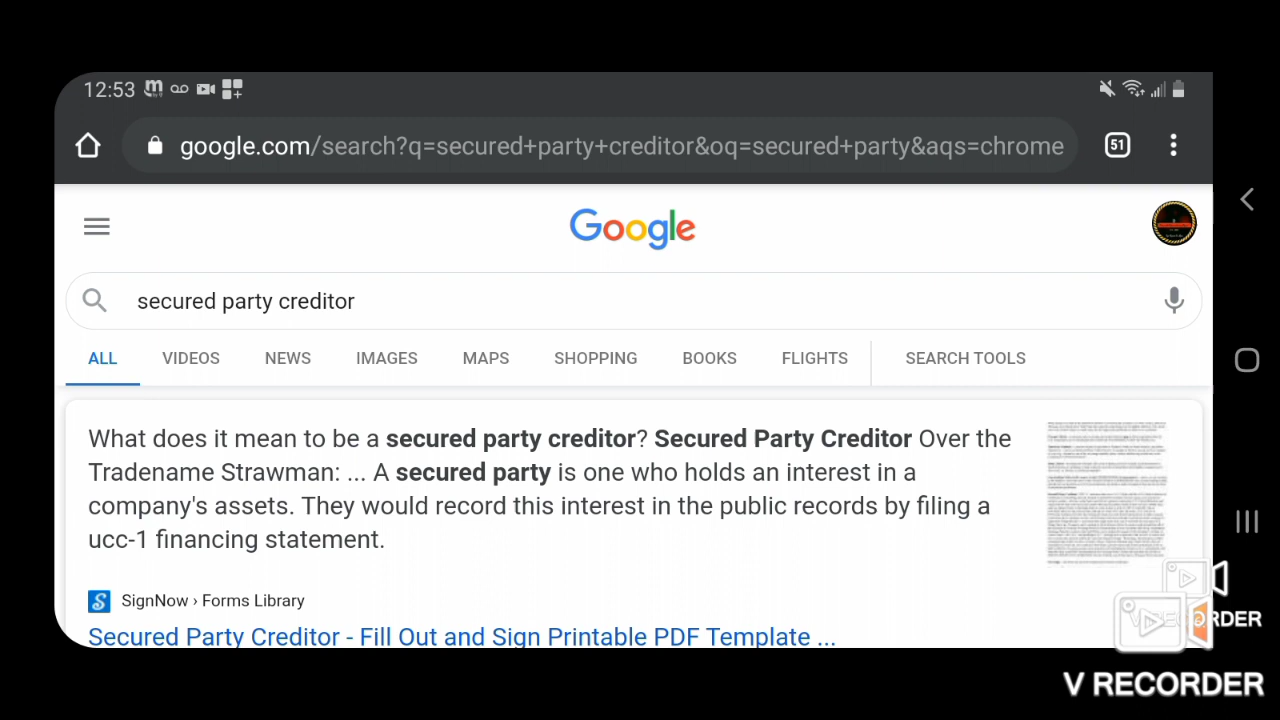 12:53
google.com/search?q=secured+party+creditor&oq=secured+party&aqs=chrome
51
Google
secured party creditor
ALL VIDEOS NEWS IMAGES MAPS SHOPPING BOOKS FLIGHTS SEARCH TOOLS
What does it mean to be a secured party creditor? Secured Party Creditor Over the
Tradename Strawman: ... A secured party is one who holds an interest in a
company's assets. They would record this interest in the public records by filing a
ucc-1 financing statement.
SignNow › Forms Library
Secured Party Creditor - Fill Out and Sign Printable PDF Template ...
V RECORDER
V RECORDER